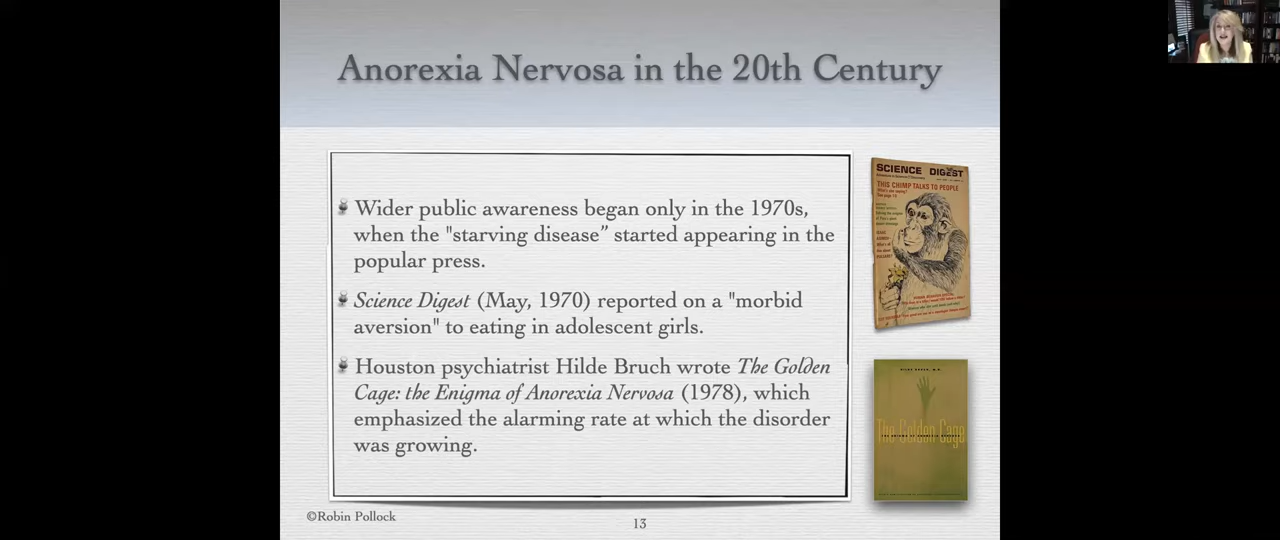 Anorexia Nervosa in the 20th Century
Wider public awareness began only in the 1970s,
when the "starving disease” started appearing in the
popular press.
Science Digest (May, 1970) reported on a "morbid
aversion" to eating in adolescent girls.
Houston psychiatrist Hilde Bruch wrote The Golden
Cage: the Enigma of Anorexia Nervosa (1978), which
emphasized the alarming rate at which the disorder
was growing.
SCIENCE DIGEST
THIS CHIMP TALKS TO PEOPLE
The Golden Cage
©Robin Pollock
13